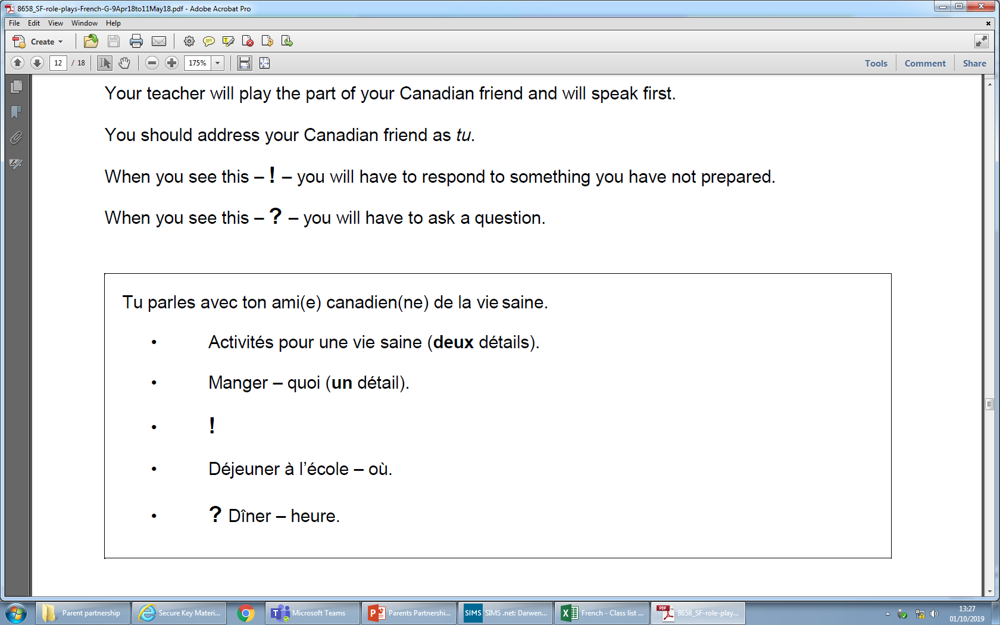 8658_SF-role-plays-French-G-9Apr18to11May18.pdf - Adobe Acrobat Pro
File Edit View Window Help
Create
12 / 18 175% Tools Comment Share
Your teacher will play the part of your Canadian friend and will speak first.
You should address your Canadian friend as tu.
When you see this – ! – you will have to respond to something you have not prepared.
When you see this – ? – you will have to ask a question.
Tu parles avec ton ami(e) canadien(ne) de la vie saine.
• Activités pour une vie saine (deux détails).
• Manger – quoi (un détail).
• !
• Déjeuner à l'école – où.
• ? Dîner – heure.
Parent partnership Secure Key Materi... Microsoft Teams Parents Partnershi... SIMS SIMS .net: Darwen... French - Class list ... PDF 8658_SF-role-play... 13:27
01/10/2019